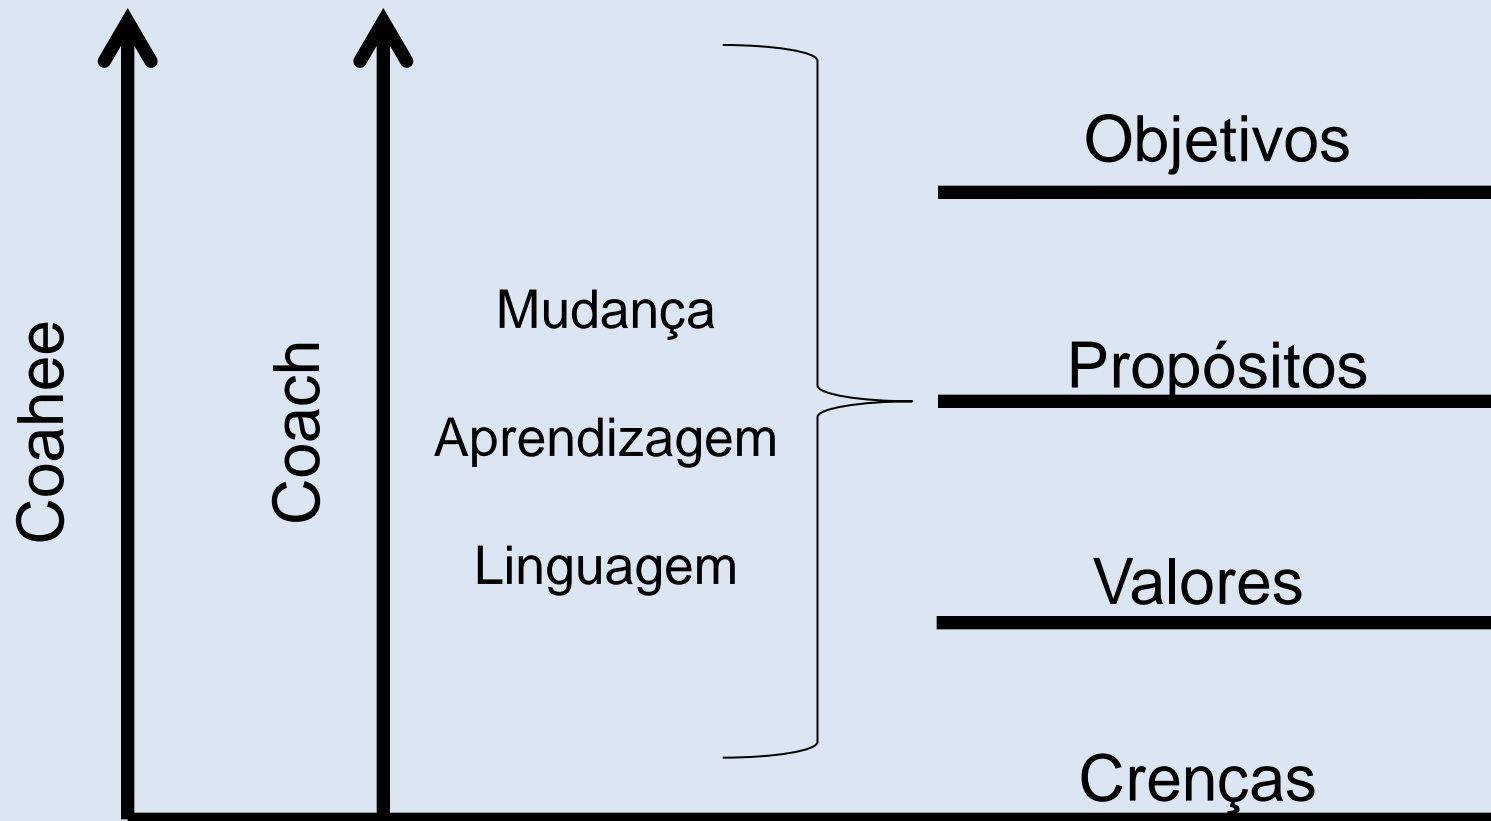 Coahee
Coach
Mudança
Aprendizagem
Linguagem
Objetivos
Propósitos
Valores
Crenças